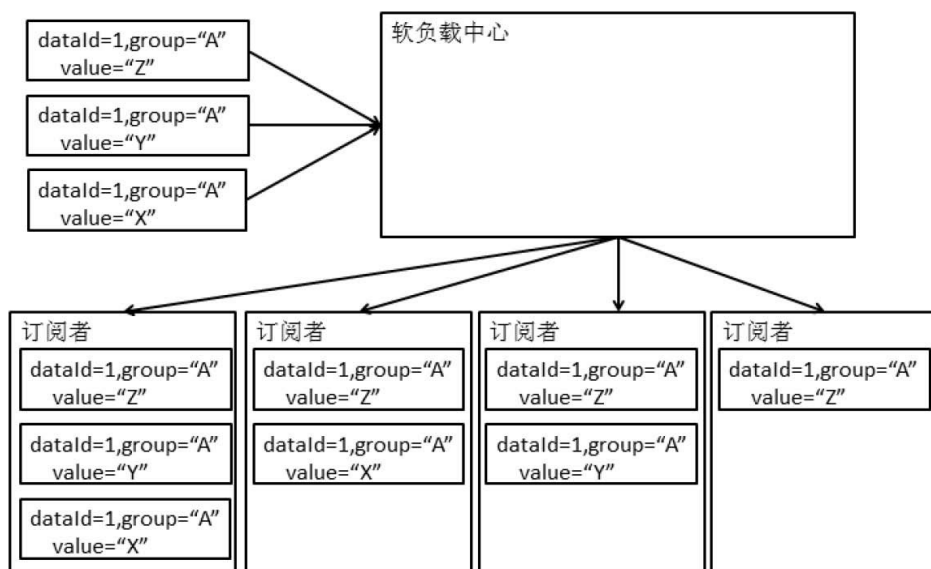 dataId=1,group=“A”
value=“Z”
dataId=1,group=“A”
value=“Y”
dataId=1,group=“A”
value=“X”
软负载中心
订阅者
dataId=1,group=“A”
value=“Z”
dataId=1,group=“A”
value=“Y”
dataId=1,group=“A”
value=“X”
订阅者
dataId=1,group=“A”
value=“Z”
dataId=1,group=“A”
value=“X”
订阅者
dataId=1,group=“A”
value=“Z”
dataId=1,group=“A”
value=“Y”
订阅者
dataId=1,group=“A”
value=“Z”